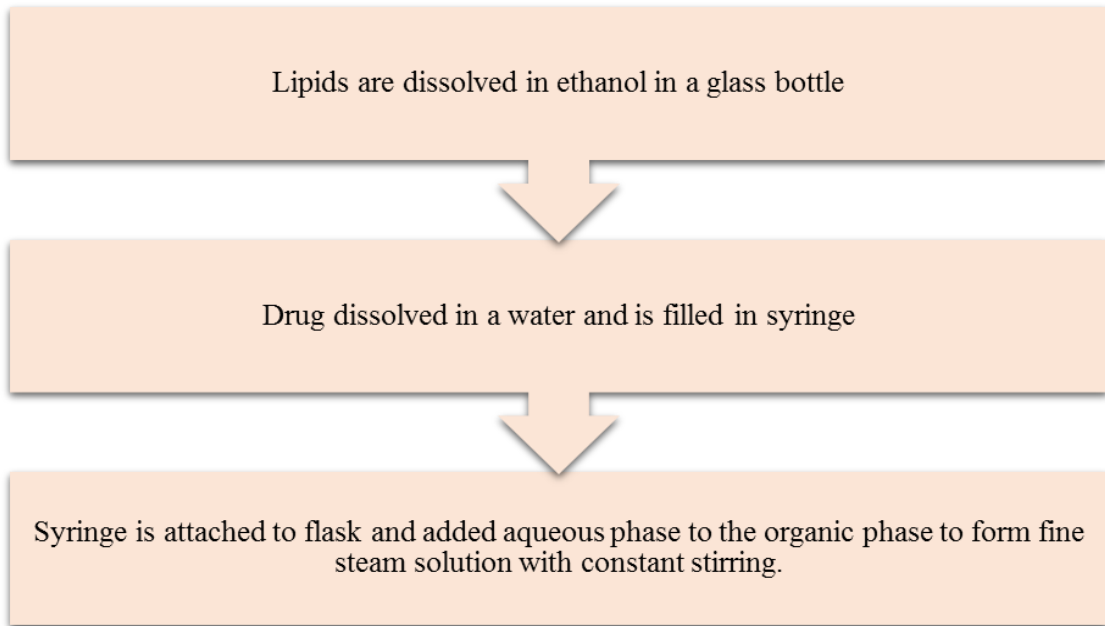 Lipids are dissolved in ethanol in a glass bottle
Drug dissolved in a water and is filled in syringe
Syringe is attached to flask and added aqueous phase to the organic phase to form fine
steam solution with constant stirring.